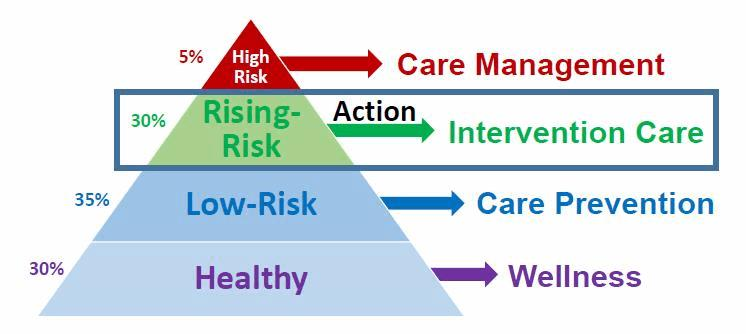 5%
High
Risk
Care Management
30%
Rising-
Risk
Action
Intervention Care
35%
Low-Risk
Care Prevention
30%
Healthy
Wellness